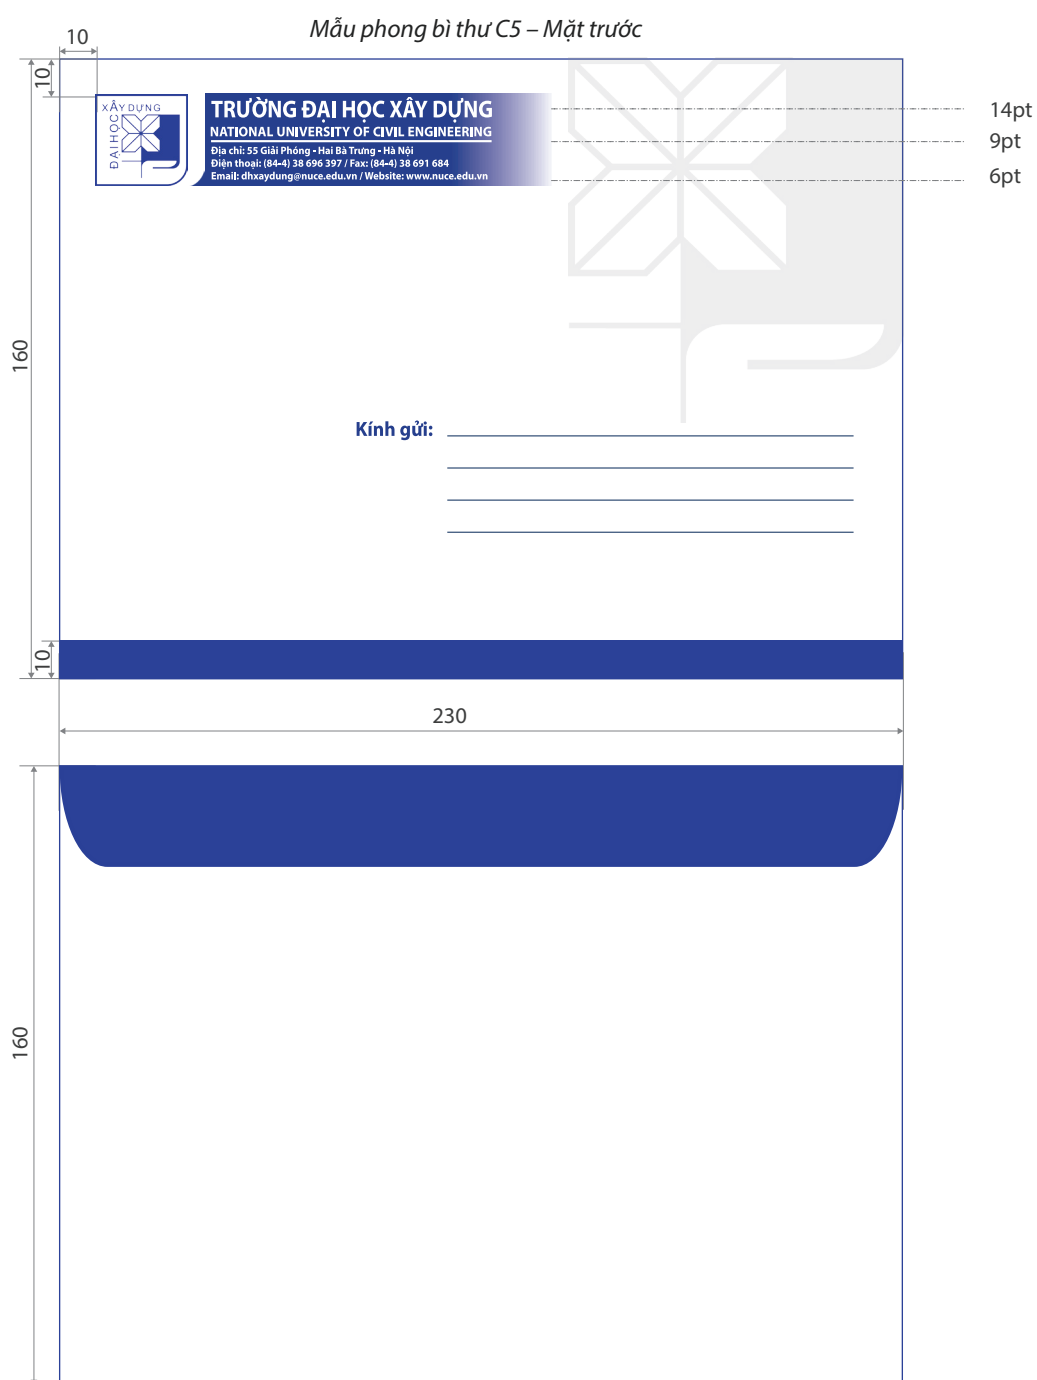 Mẫu phong bì thư C5 – Mặt trước
10
10
XÂY DỰNG
ĐẠI HỌC
TRƯỜNG ĐẠI HỌC XÂY DỰNG
NATIONAL UNIVERSITY OF CIVIL ENGINEERING
Địa chỉ: 55 Giải Phóng - Hai Bà Trưng - Hà Nội
Điện thoại: (84-4) 38 696 397 / Fax: (84-4) 38 691 684
Email: dhxaydung@nuce.edu.vn / Website: www.nuce.edu.vn
14pt
9pt
6pt
160
Kính gửi:
10
230
160